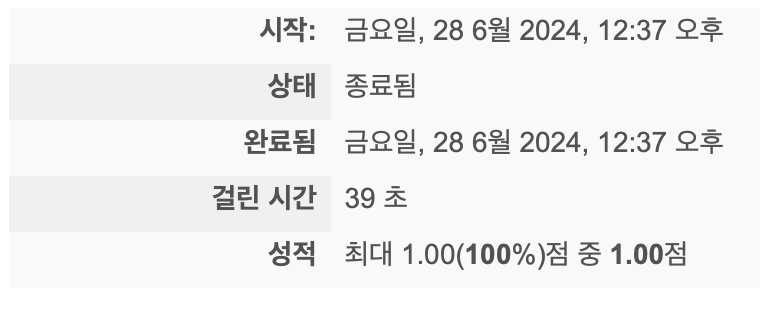 시작: 금요일, 28 6월 2024, 12:37 오후
상태 종료됨
완료됨 금요일, 28 6월 2024, 12:37 오후
걸린 시간 39 초
성적 최대 1.00(100%)점 중 1.00점